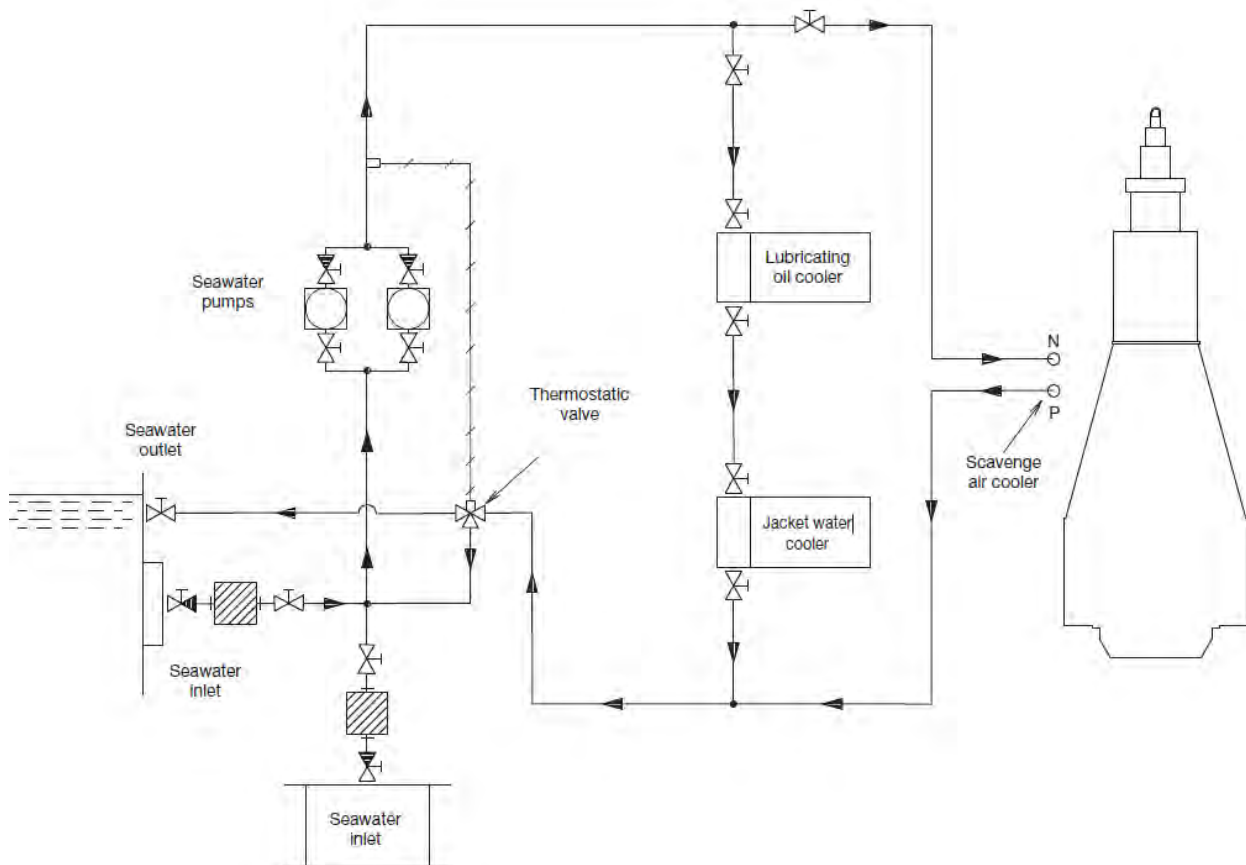 Seawater
pumps
Thermostatic
valve
Seawater
outlet
Seawater
inlet
Seawater
inlet
Lubricating
oil cooler
Jacket water
cooler
N
P
Scavenge
air cooler